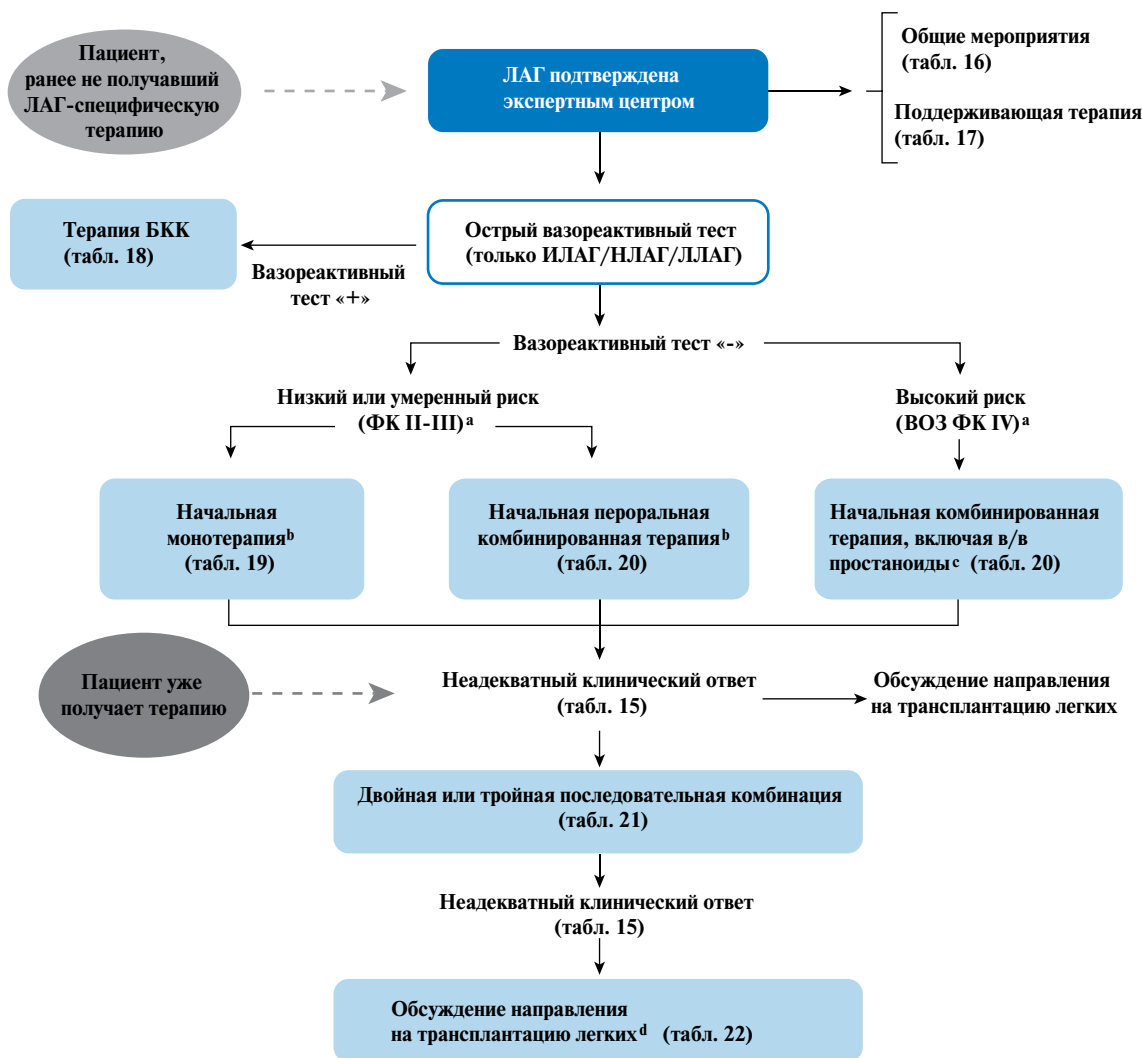 Пациент,
ранее не получавший
ЛАГ-специфическую
терапию
ЛАГ подтверждена
экспертным центром
Общие мероприятия
(табл. 16)
Поддерживающая терапия
(табл. 17)
Терапия БКК
(табл. 18)
Острый вазореактивный тест
(только ИЛАГ/НЛАГ/ЛЛАГ)
Вазореактивный
тест «+»
Вазореактивный тест «-»
Низкий или умеренный риск
(ФК II-III)a
Высокий риск
(ВОЗ ФК IV)a
Начальная
монотерапияb
(табл. 19)
Начальная пероральная
комбинированная терапияb
(табл. 20)
Начальная комбинированная
терапия, включая в/в
простаноидыc (табл. 20)
Пациент уже
получает терапию
Неадекватный клинический ответ
(табл. 15)
Обсуждение направления
на трансплантацию легких
Двойная или тройная последовательная комбинация
(табл. 21)
Неадекватный клинический ответ
(табл. 15)
Обсуждение направления
на трансплантацию легкихd (табл. 22)